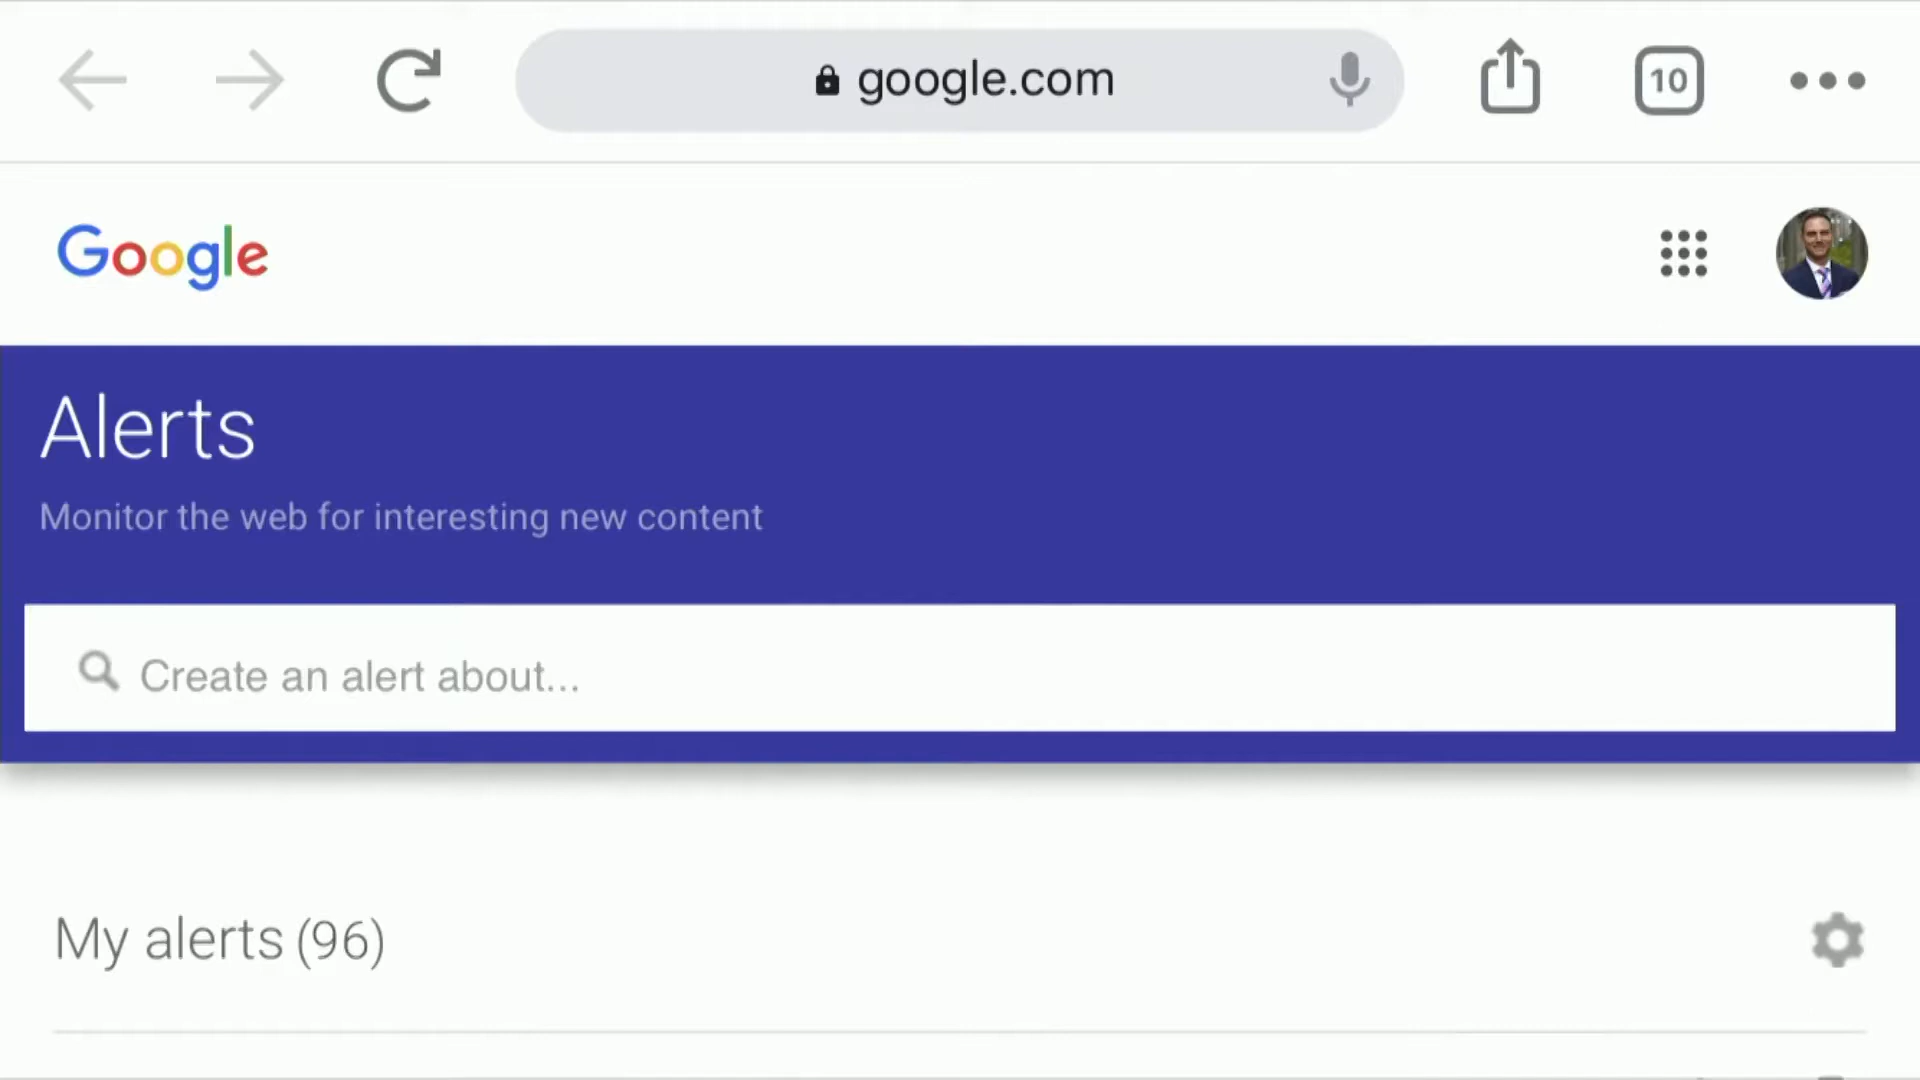 google.com
10
Google
Alerts
Monitor the web for interesting new content
Create an alert about...
My alerts (96)